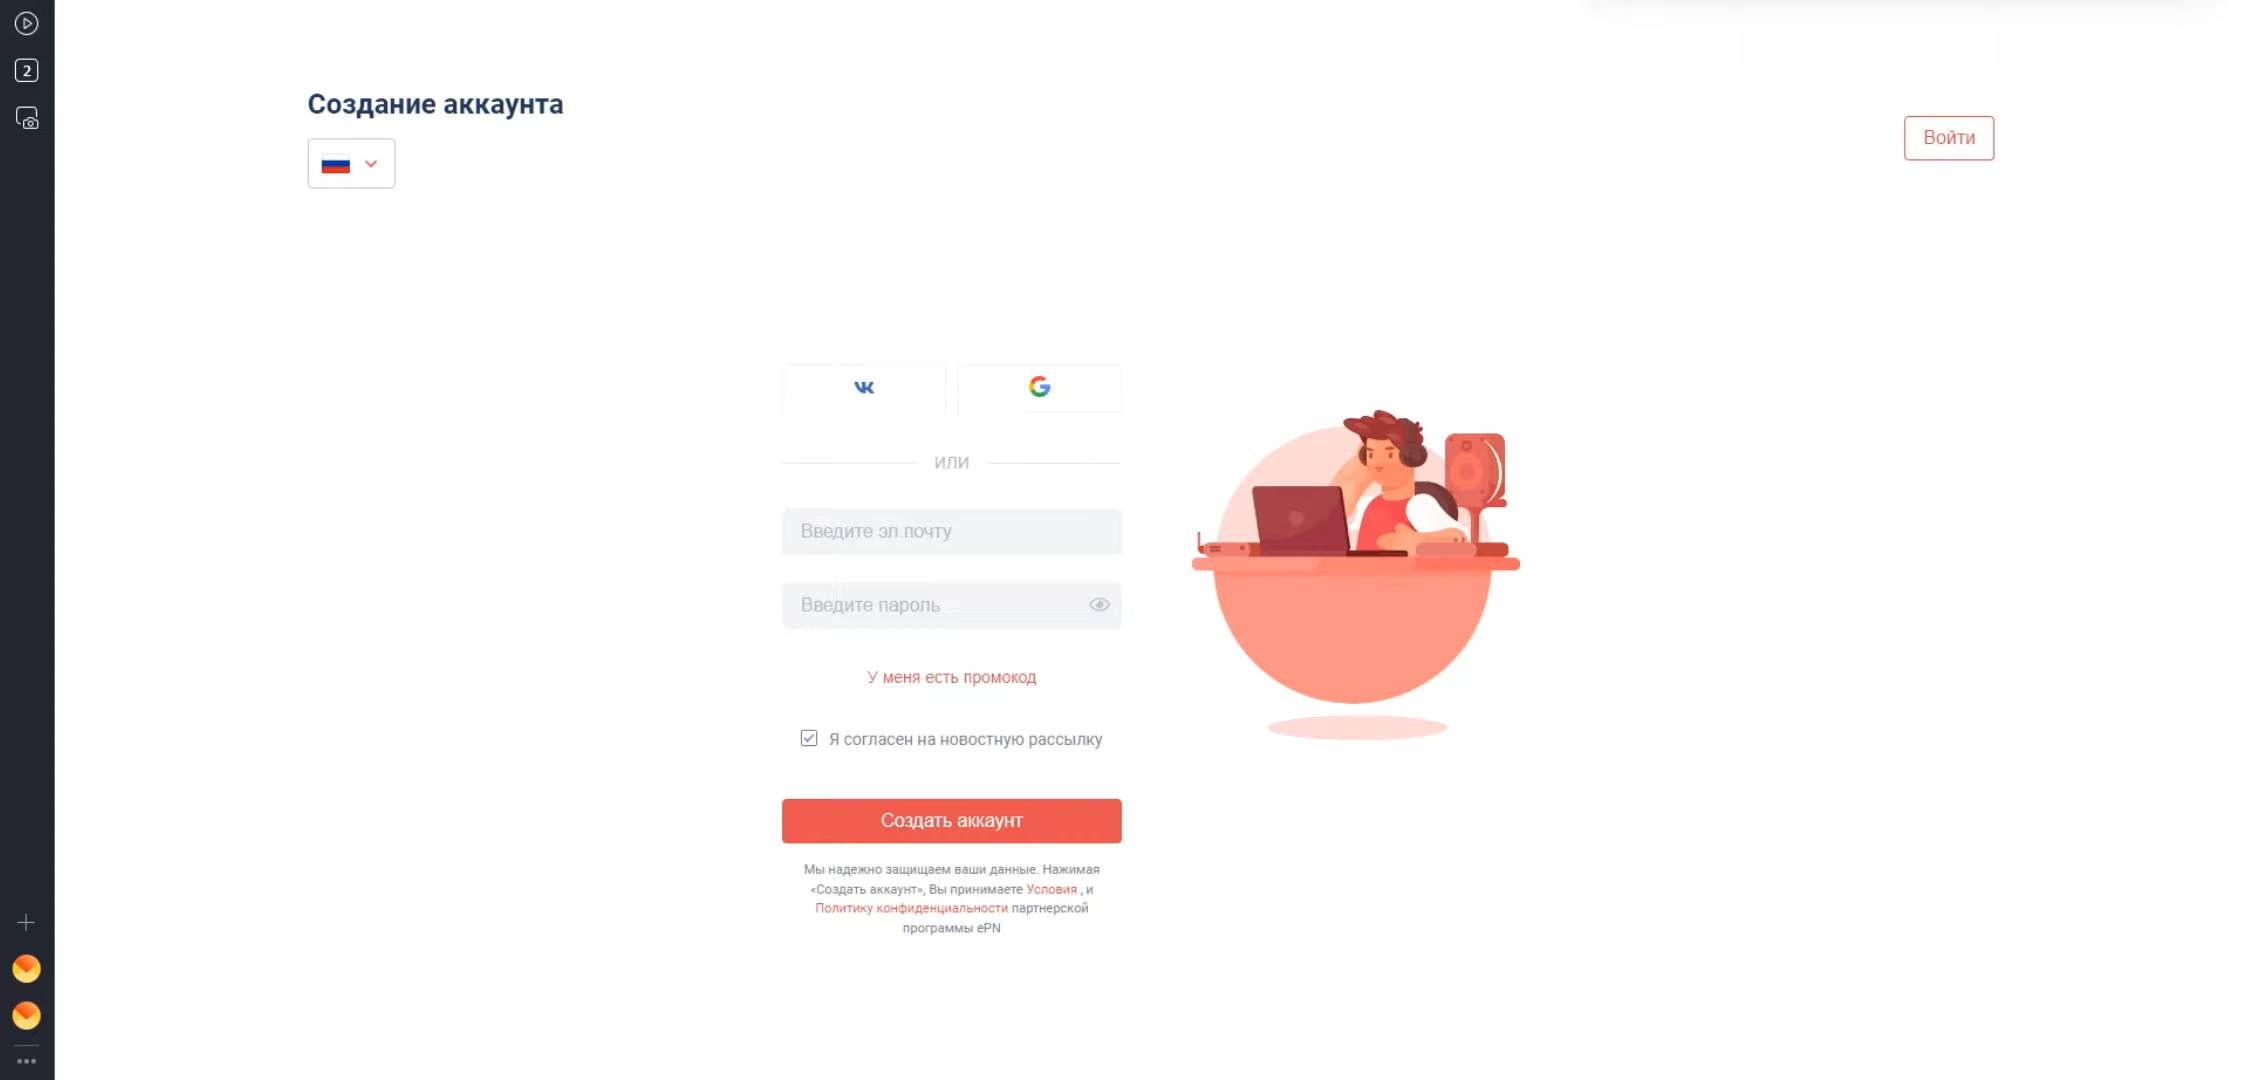 2
Создание аккаунта
Войти
ИЛИ
Введите эл.почту
Введите пароль
У меня есть промокод
Я согласен на новостную рассылку
Создать аккаунт
Мы надежно защищаем ваши данные. Нажимая
«Создать аккаунт», Вы принимаете Условия , и
Политику конфиденциальности партнерской
программы ePN